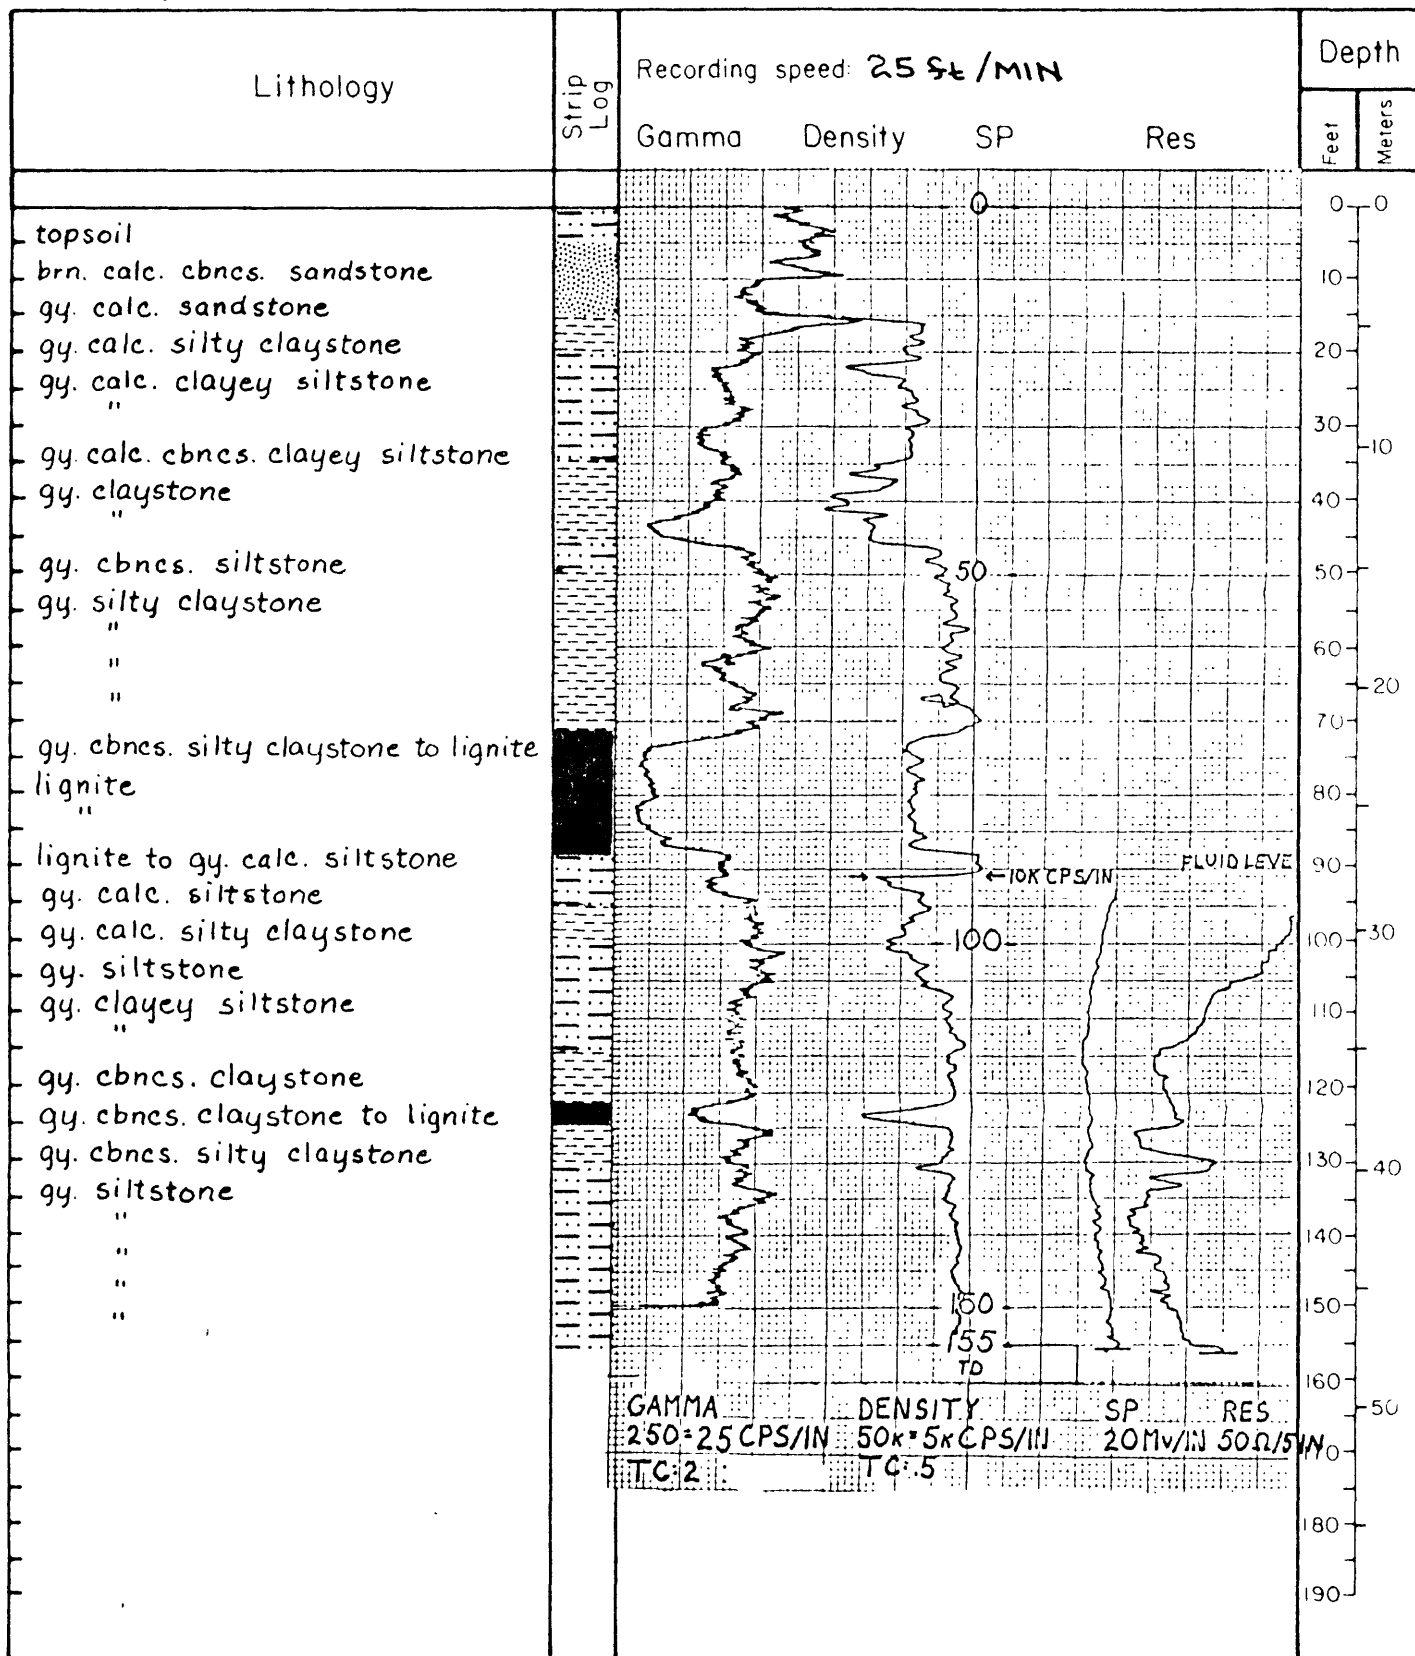 Lithology
Strip Log
Recording speed: 25 ft/MIN
Gamma Density SP Res
Depth
Feet
Meters
topsoil
brn. calc. cbncs. sandstone
gy. calc. sandstone
gy. calc. silty claystone
gy. calc. clayey siltstone
"
gy. calc. cbncs. clayey siltstone
gy. claystone
"
gy. cbncs. siltstone
gy. silty claystone
"
"
"
gy. cbncs. silty claystone to lignite
lignite
"
lignite to gy. calc. siltstone
gy. calc. siltstone
gy. calc. silty claystone
gy. siltstone
gy. clayey siltstone
"
gy. cbncs. claystone
gy. cbncs. claystone to lignite
gy. cbncs. silty claystone
gy. siltstone
"
"
"
"
0
50
10K CPS/IN
FLUID LEVE
100
150
155
TD
GAMMA
250=25 CPS/IN
TC:2
DENSITY
50K=5K CPS/IN
TC:.5
SP
20MV/IN
RES
50Ω/5IN
0
10
20
30
40
50
60
70
80
90
100
110
120
130
140
150
160
170
180
190
0
10
20
30
40
50